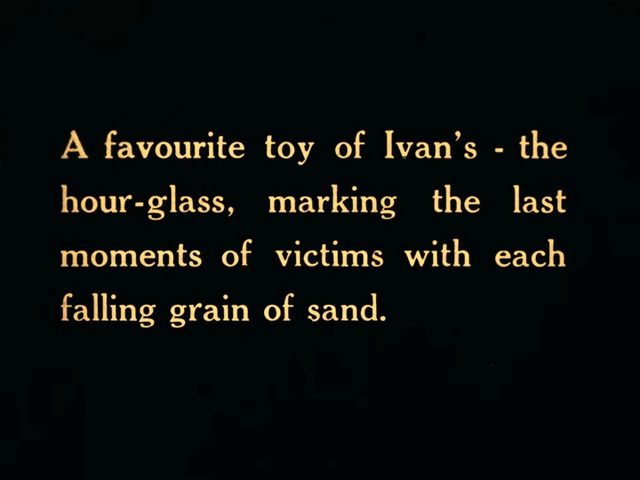 A favourite toy of Ivan's - the
hour-glass, marking the last
moments of victims with each
falling grain of sand.